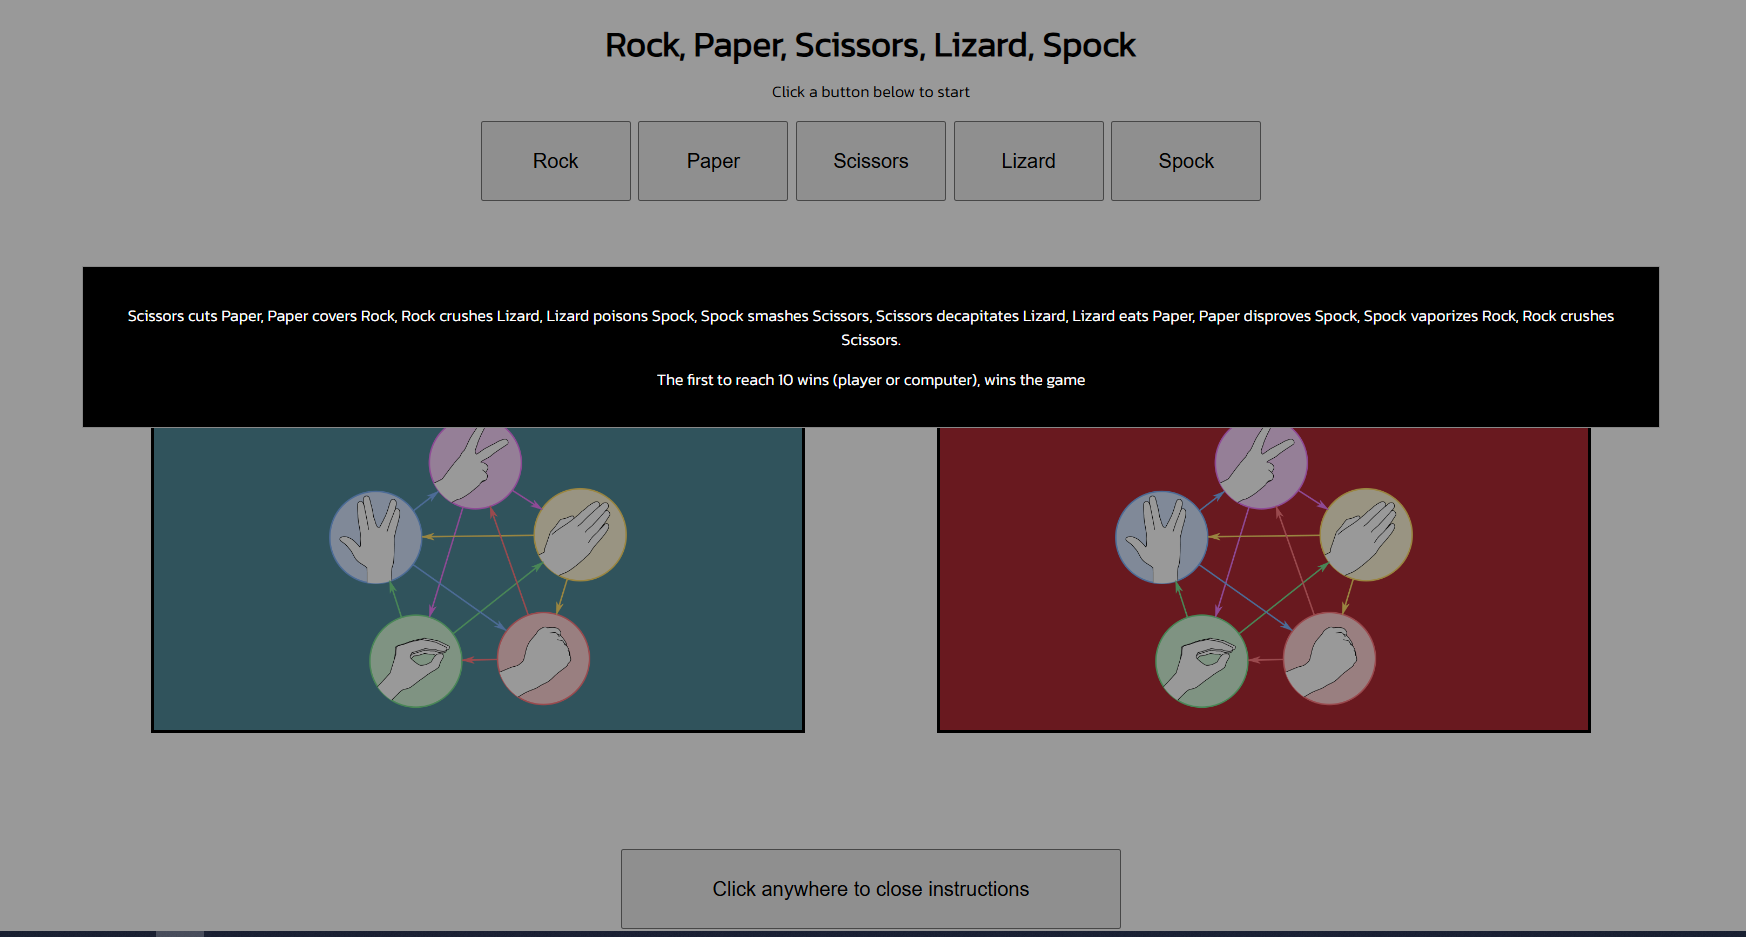 Rock, Paper, Scissors, Lizard, Spock
Click a button below to start
Rock
Paper
Scissors
Lizard
Spock
Scissors cuts Paper, Paper covers Rock, Rock crushes Lizard, Lizard poisons Spock, Spock smashes Scissors, Scissors decapitates Lizard, Lizard eats Paper, Paper disproves Spock, Spock vaporizes Rock, Rock crushes
Scissors.
The first to reach 10 wins (player or computer), wins the game
Click anywhere to close instructions